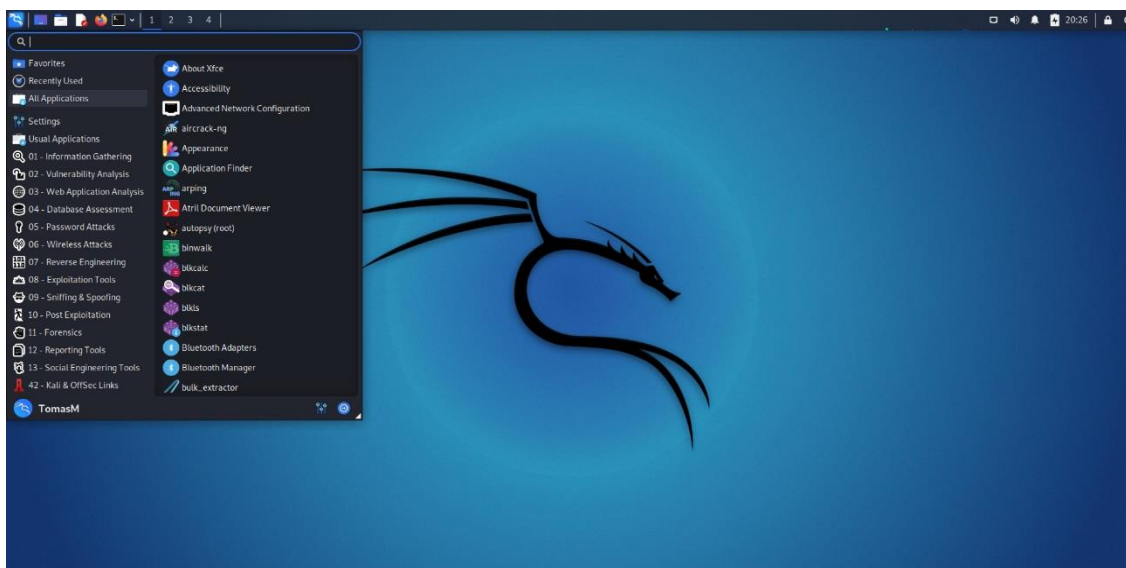 1 2 3 4
20:26
Favorites
Recently Used
All Applications
Settings
Usual Applications
01 - Information Gathering
02 - Vulnerability Analysis
03 - Web Application Analysis
04 - Database Assessment
05 - Password Attacks
06 - Wireless Attacks
07 - Reverse Engineering
08 - Exploitation Tools
09 - Sniffing & Spoofing
10 - Post Exploitation
11 - Forensics
12 - Reporting Tools
13 - Social Engineering Tools
42 - Kali & OffSec Links
About Xfce
Accessibility
Advanced Network Configuration
AIR aircrack-ng
Appearance
Application Finder
ARP ING arping
Atril Document Viewer
autopsy (root)
binwalk
blkcalc
blkcat
blkls
blkstat
Bluetooth Adapters
Bluetooth Manager
bulk_extractor
TomasM